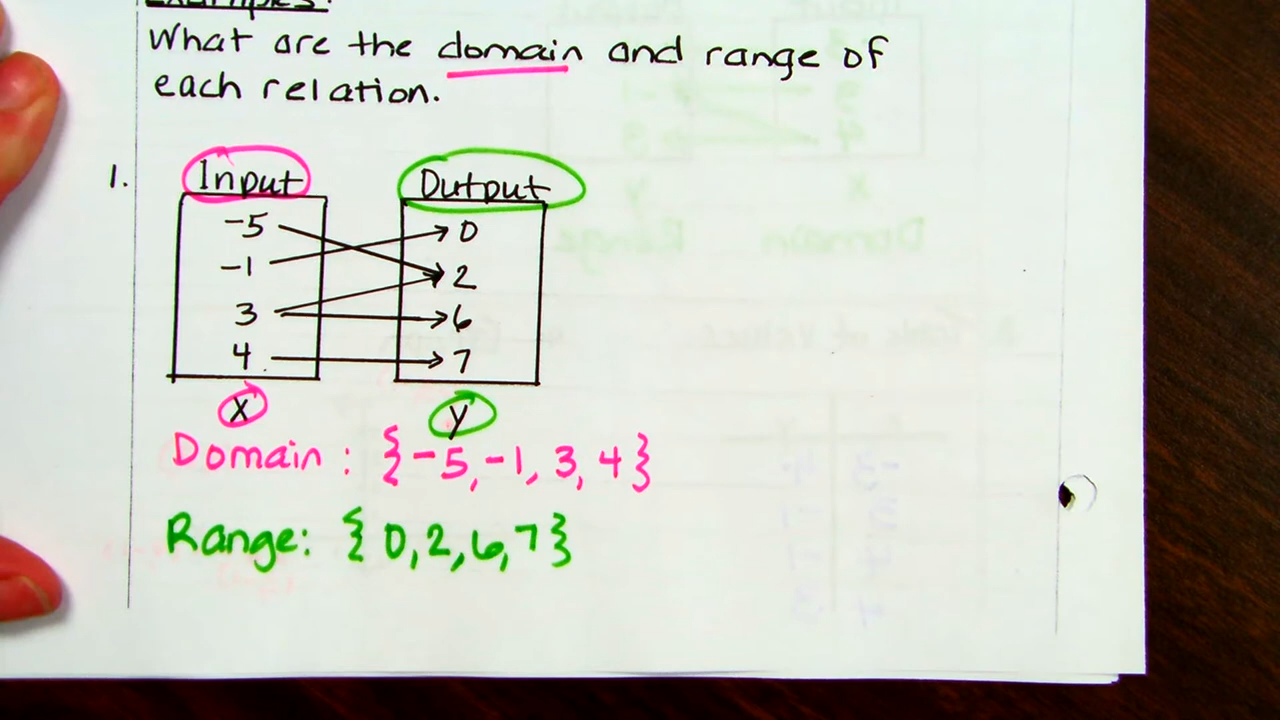 Examples:
What are the domain and range of
each relation.
1.
Input Output
-5 0
-1 2
3 6
4 7
x y
Domain : {-5, -1, 3, 4}
Range: {0, 2, 6, 7}